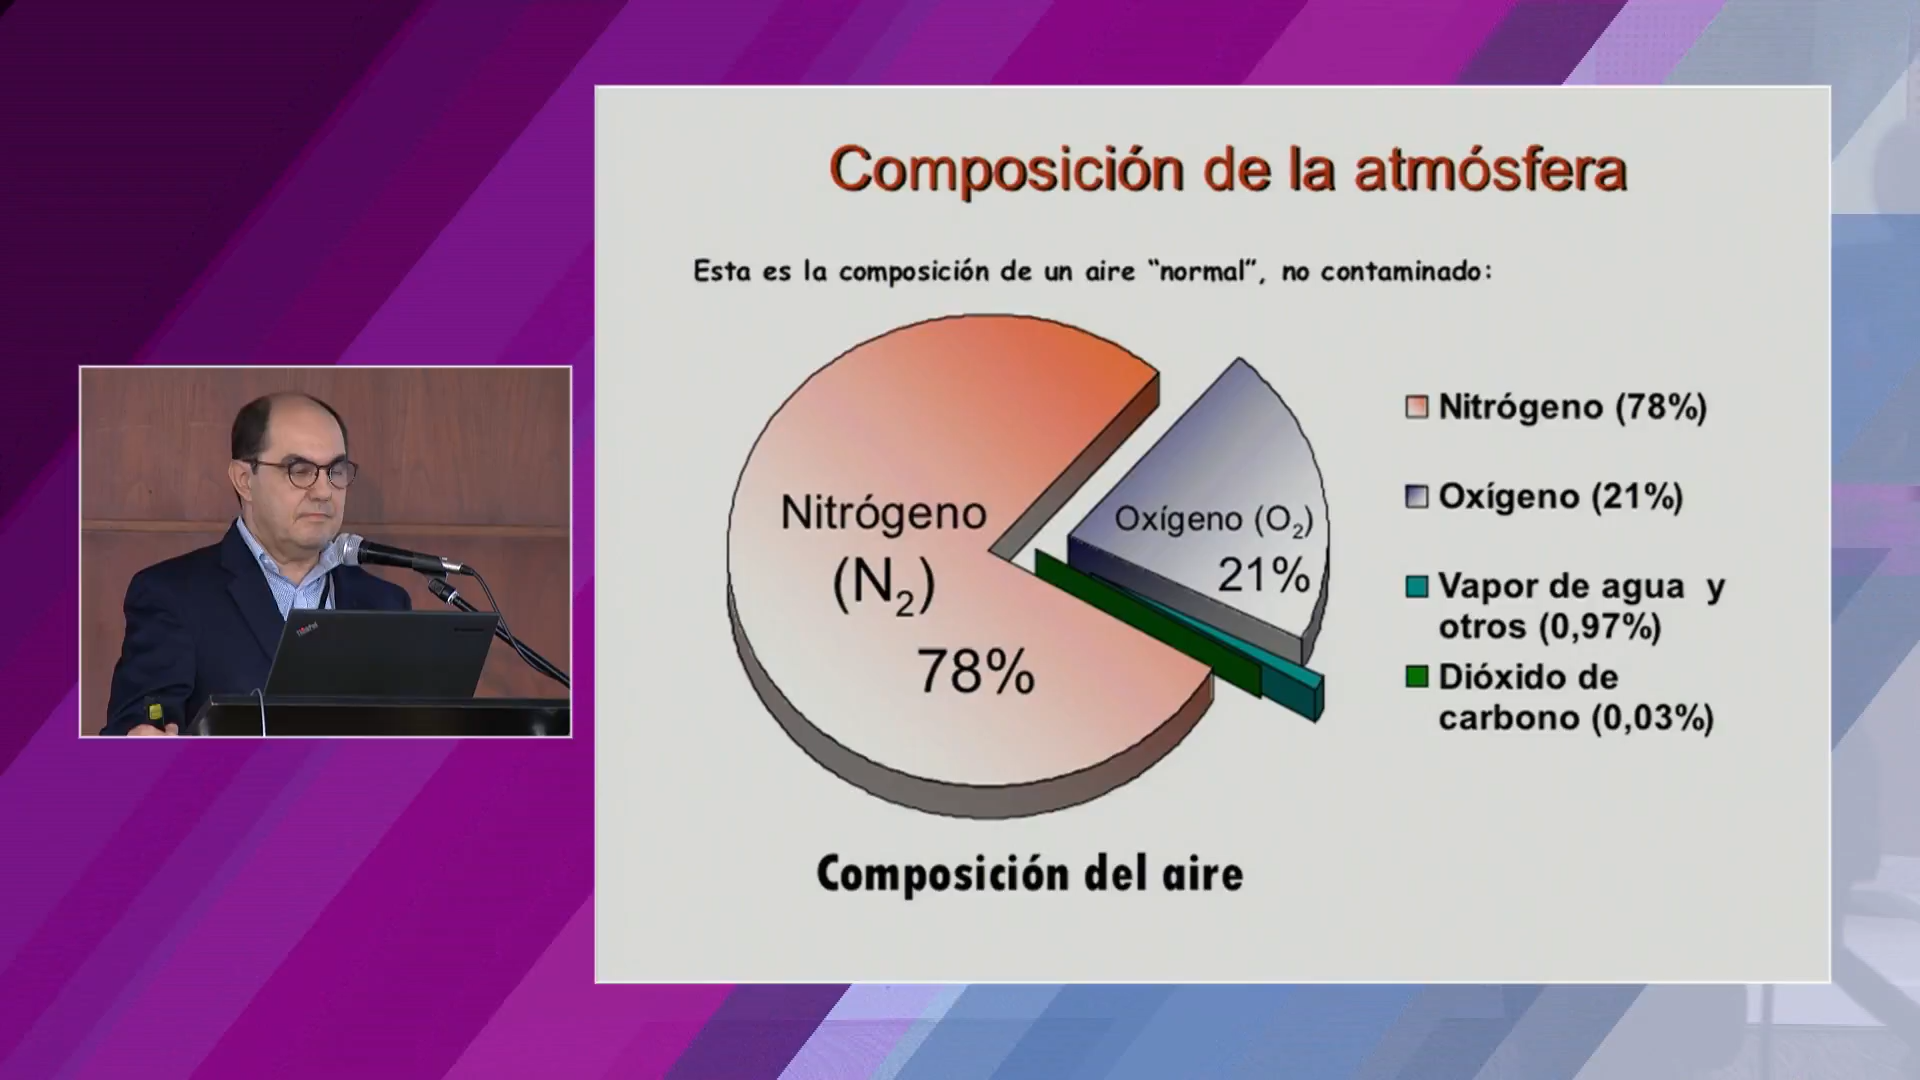 Composición de la atmósfera
Esta es la composición de un aire “normal”, no contaminado:
Nitrógeno
(N₂)
78%
Oxígeno (O₂)
21%
Nitrógeno (78%)
Oxígeno (21%)
Vapor de agua y
otros (0,97%)
Dióxido de
carbono (0,03%)
Composición del aire